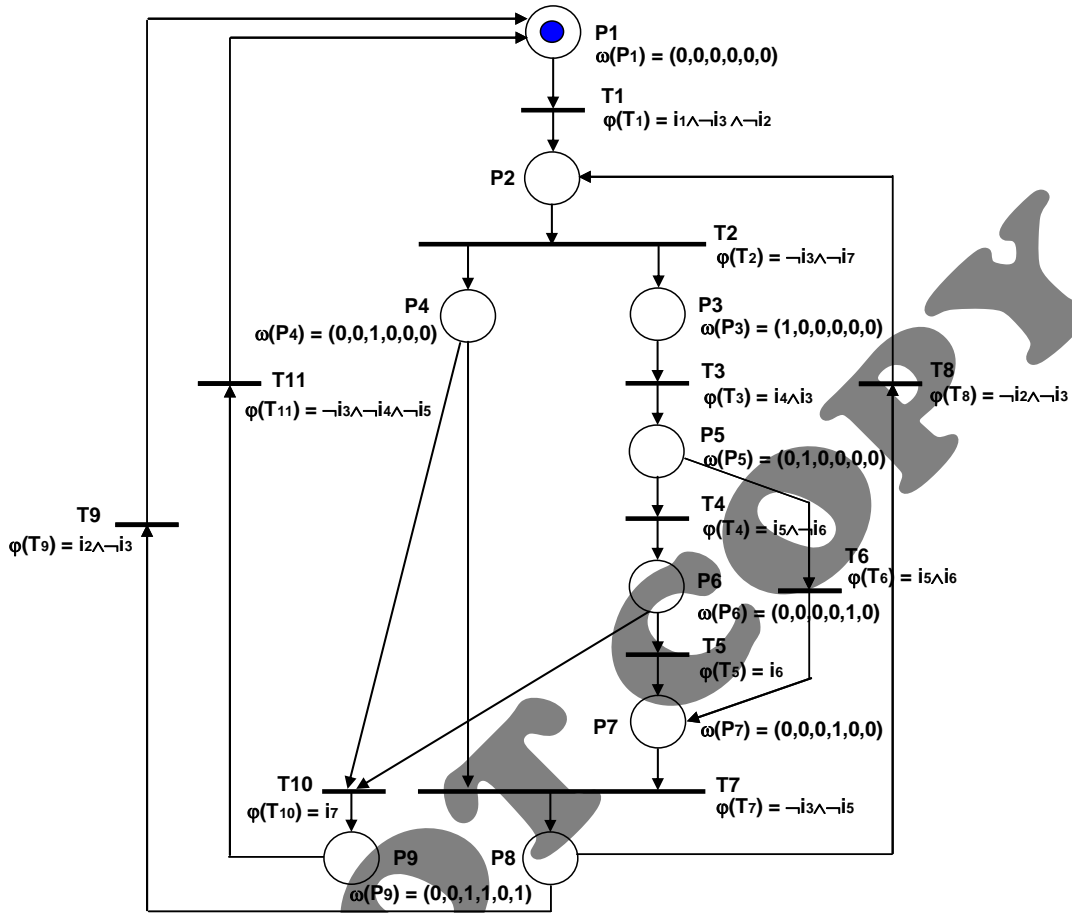 P1
ω(P1) = (0,0,0,0,0,0)
T1
φ(T1) = i1∧¬i3 ∧¬i2
P2
T2
φ(T2) = ¬i3∧¬i7
P4
ω(P4) = (0,0,1,0,0,0)
P3
ω(P3) = (1,0,0,0,0,0)
T11
φ(T11) = ¬i3∧¬i4∧¬i5
T3
φ(T3) = i4∧i3
T8
φ(T8) = ¬i2∧¬i3
P5
ω(P5) = (0,1,0,0,0,0)
T9
φ(T9) = i2∧¬i3
T4
φ(T4) = i5∧¬i6
T6
φ(T6) = i5∧i6
P6
ω(P6) = (0,0,0,0,1,0)
T5
φ(T5) = i6
P7
ω(P7) = (0,0,0,1,0,0)
T10
φ(T10) = i7
T7
φ(T7) = ¬i3∧¬i5
P9
ω(P9) = (0,0,1,1,0,1)
P8
COPY